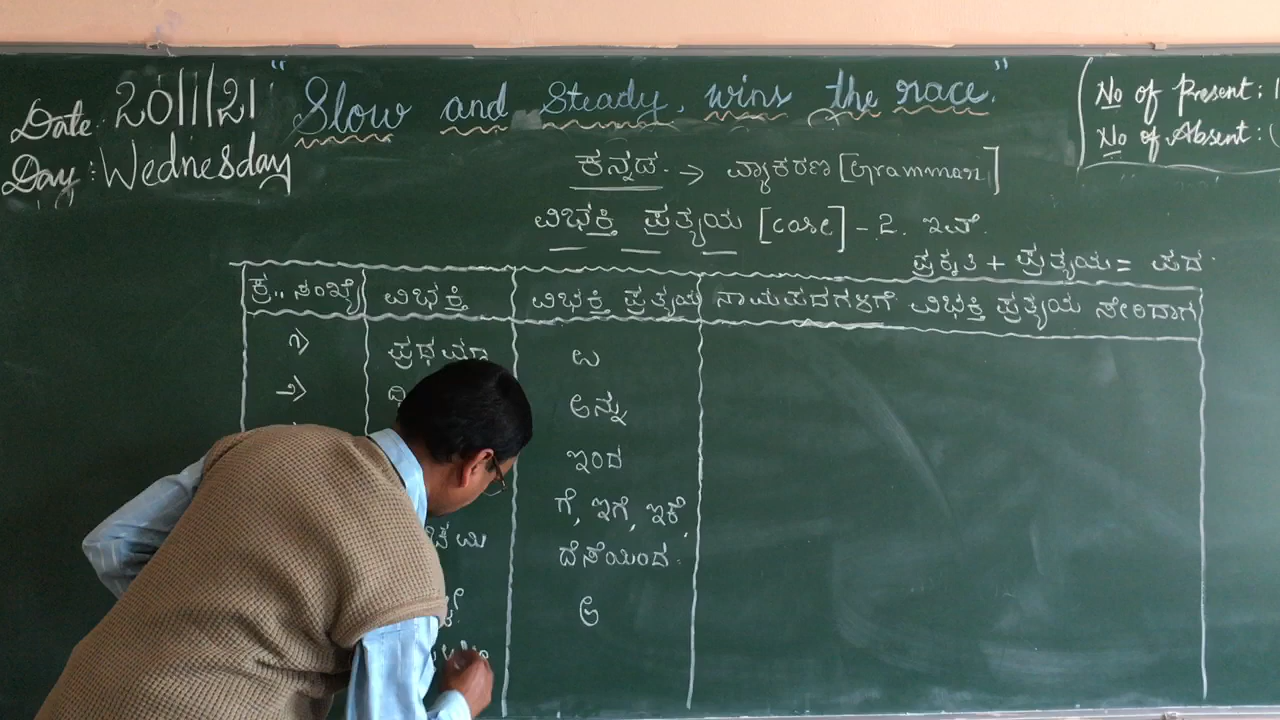 Date: 20/1/21 "Slow and Steady, wins the race."
Day: Wednesday
No of Present:
No of Absent:
ಕನ್ನಡ. → ವ್ಯಾಕರಣ [Grammar]
ವಿಭಕ್ತಿ ಪ್ರತ್ಯಯ [case] - 2.
ಪ್ರಕೃತಿ + ಪ್ರತ್ಯಯ = ಪದ.
ಕ್ರ.. ಸಂಖ್ಯೆ ವಿಭಕ್ತಿ ವಿಭಕ್ತಿ ಪ್ರತ್ಯಯ ನಾಮಪದಗಳಿಗೆ ವಿಭಕ್ತಿ ಪ್ರತ್ಯಯ ಸೇರಿದಾಗ
೧) ಪ್ರಥಮಾ ಉ
೨) ಅನ್ನು
ಇಂದ
ಗೆ, ಇಗೆ, ಇಕೆ
ದೆಸೆಯಿಂದ.
ಅ